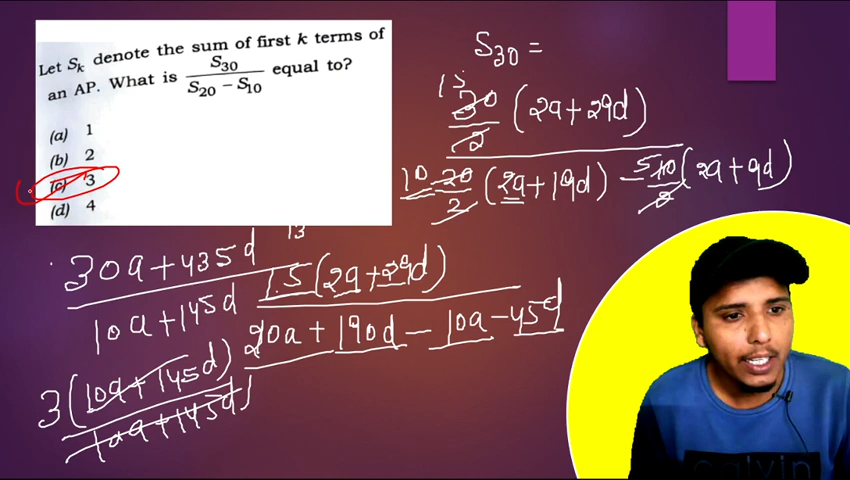 Let Sk denote the sum of first k terms of
an AP. What is S30 / S20 − S10 equal to?
(a) 1
(b) 2
(c) 3
(d) 4
S30 =
15
30/2 (2a + 29d)
10 20/2 (2a + 19d) − 5 10/2 (2a + 9d)
15 (2a + 29d)
20a + 190d − 10a − 45d
30a + 435d
10a + 145d
3 (10a + 145d)
10a + 145d